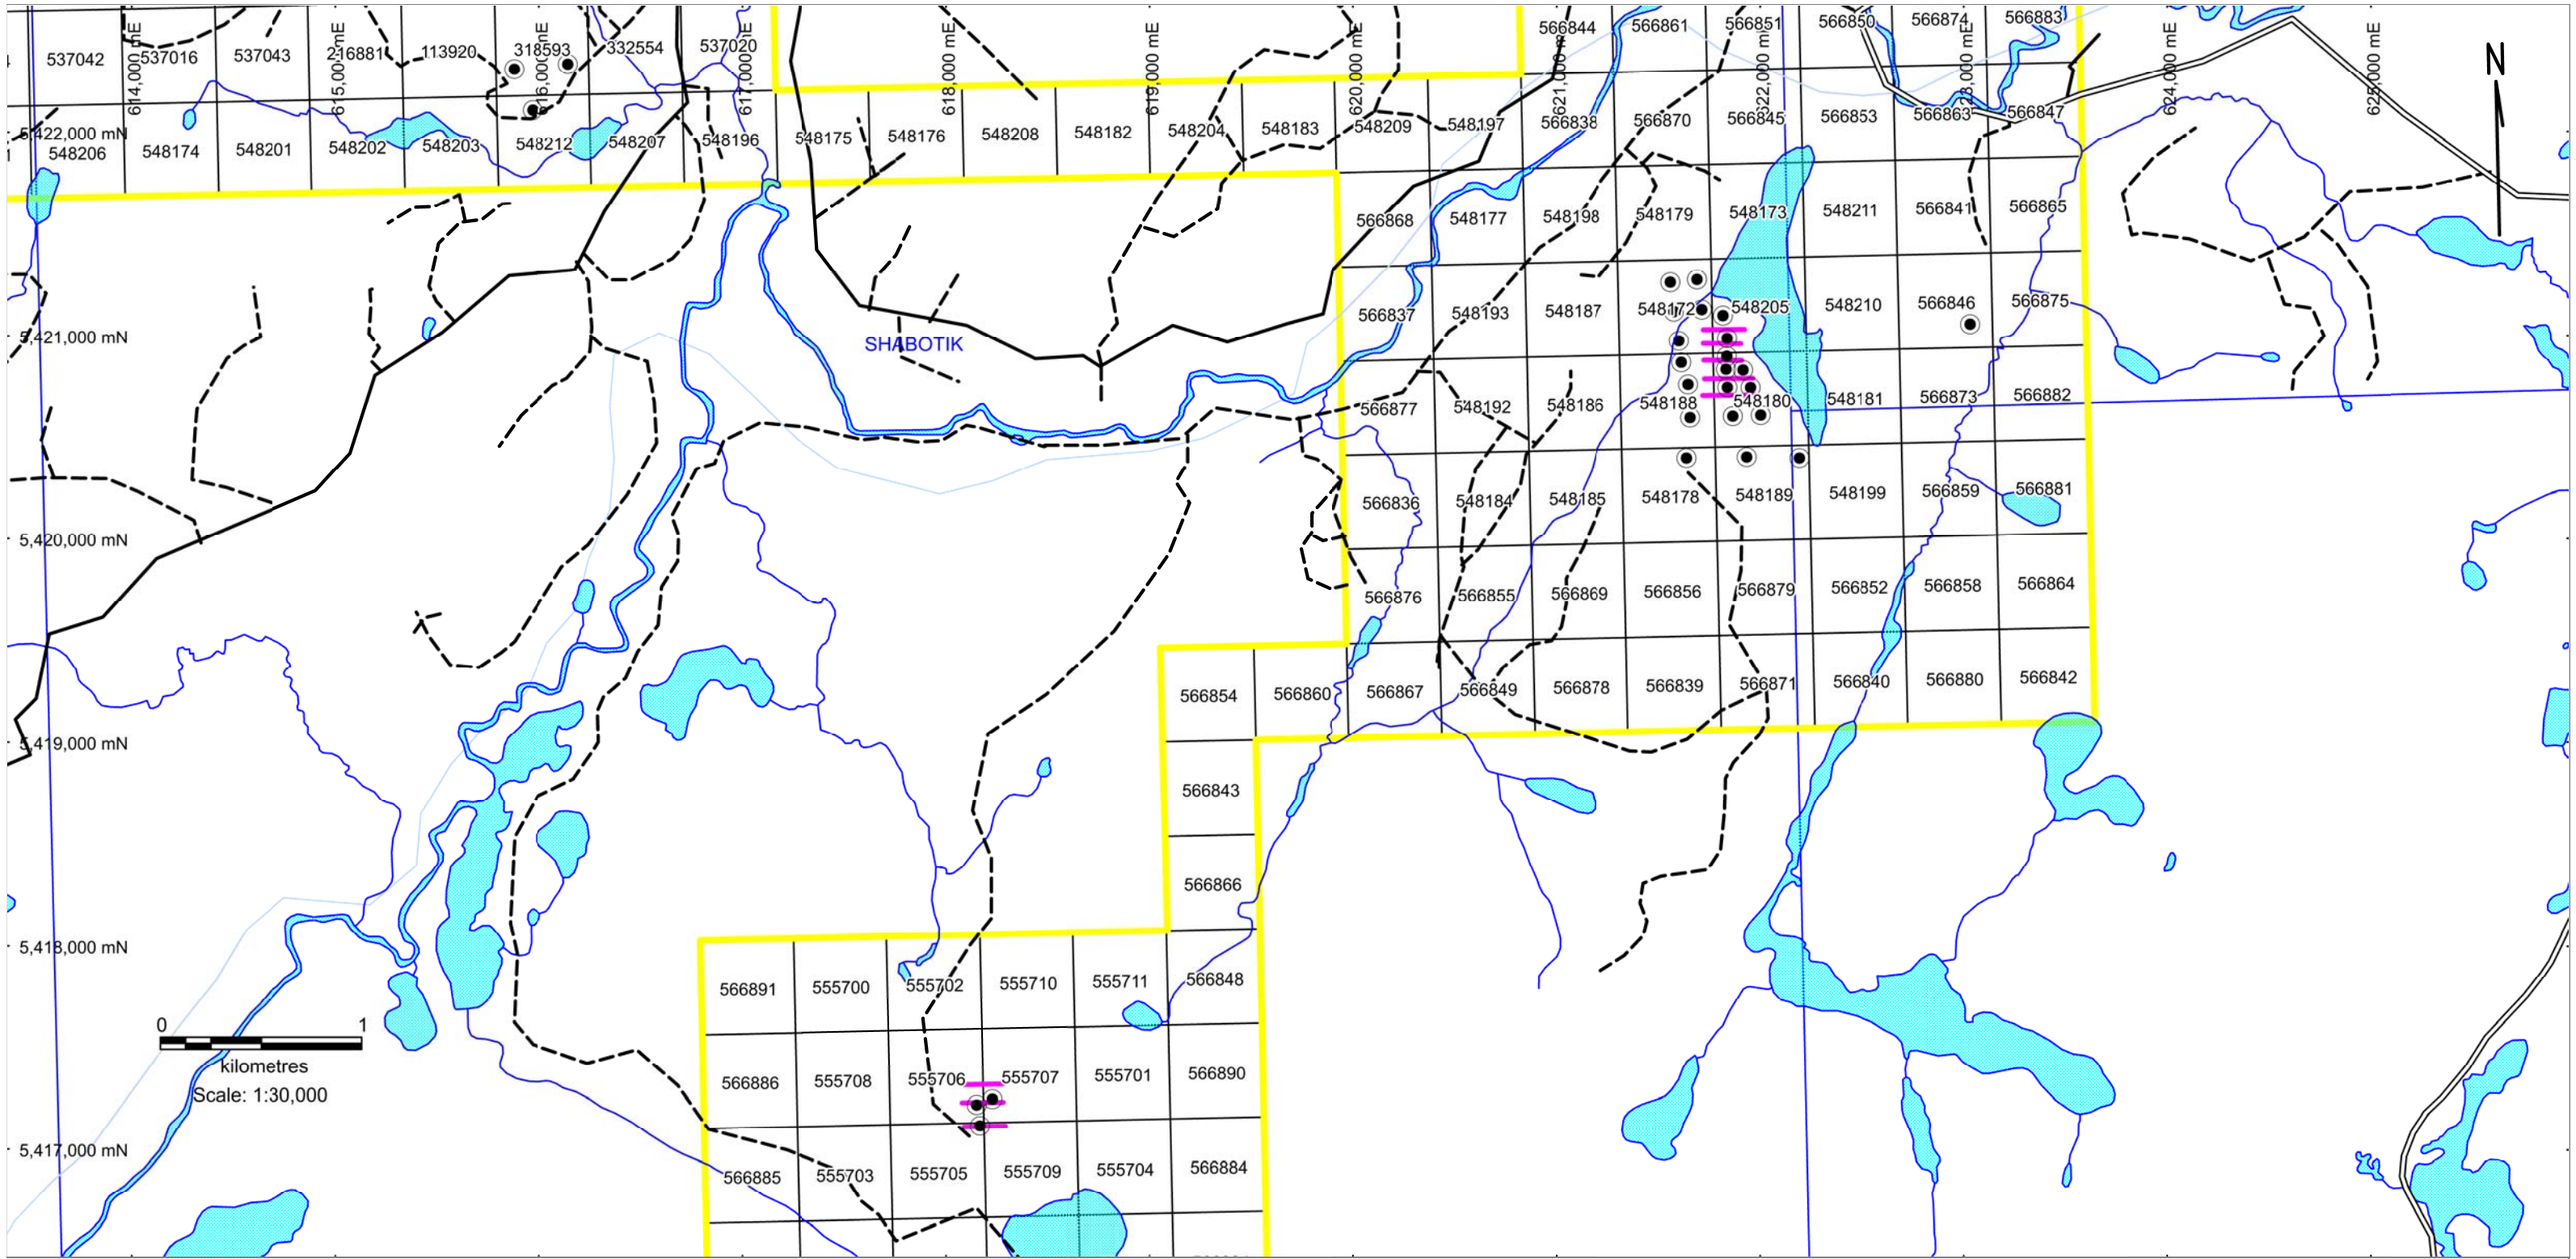 566844 566861 566851 566850 566874 566883
537042 537016 537043 216881 113920 318593 332554 537020
614,000 mE 615,000 mE 616,000 mE 617,000 mE 618,000 mE 619,000 mE 620,000 mE 621,000 mE 622,000 mE 623,000 mE 624,000 mE 625,000 mE
N
5,422,000 mN
548206 548174 548201 548202 548203 548212 548207 548196 548175 548176 548208 548182 548204 548183 548209 548197 566838 566870 566845 566853 566863 566847
566868 548177 548198 548179 548173 548211 566841 566865
5,421,000 mN
SHABOTIK
566837 548193 548187 548172 548205 548210 566846 566875
566877 548192 548186 548188 548180 548181 566873 566882
5,420,000 mN
566836 548184 548185 548178 548189 548199 566859 566881
566876 566855 566869 566856 566879 566852 566858 566864
566854 566860 566867 566849 566878 566839 566871 566840 566880 566842
5,419,000 mN
566843
566866
5,418,000 mN
566891 555700 555702 555710 555711 566848
0 1
kilometres
Scale: 1:30,000
566886 555708 555706 555707 555701 566890
5,417,000 mN
566885 555703 555705 555709 555704 566884